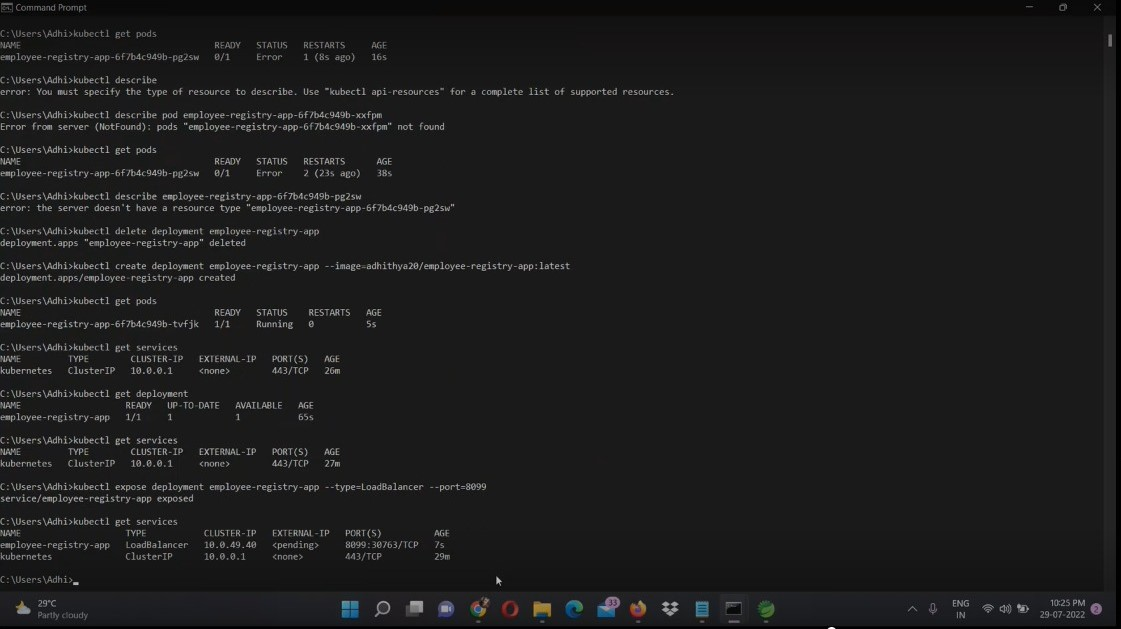 Command Prompt
C:\Users\Adhi>kubectl get pods
NAME READY STATUS RESTARTS AGE
employee-registry-app-6f7b4c949b-pg2sw 0/1 Error 1 (8s ago) 16s
C:\Users\Adhi>kubectl describe
error: You must specify the type of resource to describe. Use "kubectl api-resources" for a complete list of supported resources.
C:\Users\Adhi>kubectl describe pod employee-registry-app-6f7b4c949b-xxfpm
Error from server (NotFound): pods "employee-registry-app-6f7b4c949b-xxfpm" not found
C:\Users\Adhi>kubectl get pods
NAME READY STATUS RESTARTS AGE
employee-registry-app-6f7b4c949b-pg2sw 0/1 Error 2 (23s ago) 38s
C:\Users\Adhi>kubectl describe employee-registry-app-6f7b4c949b-pg2sw
error: the server doesn't have a resource type "employee-registry-app-6f7b4c949b-pg2sw"
C:\Users\Adhi>kubectl delete deployment employee-registry-app
deployment.apps "employee-registry-app" deleted
C:\Users\Adhi>kubectl create deployment employee-registry-app --image=adhithya20/employee-registry-app:latest
deployment.apps/employee-registry-app created
C:\Users\Adhi>kubectl get pods
NAME READY STATUS RESTARTS AGE
employee-registry-app-6f7b4c949b-tvfjk 1/1 Running 0 5s
C:\Users\Adhi>kubectl get services
NAME TYPE CLUSTER-IP EXTERNAL-IP PORT(S) AGE
kubernetes ClusterIP 10.0.0.1 <none> 443/TCP 26m
C:\Users\Adhi>kubectl get deployment
NAME READY UP-TO-DATE AVAILABLE AGE
employee-registry-app 1/1 1 1 65s
C:\Users\Adhi>kubectl get services
NAME TYPE CLUSTER-IP EXTERNAL-IP PORT(S) AGE
kubernetes ClusterIP 10.0.0.1 <none> 443/TCP 27m
C:\Users\Adhi>kubectl expose deployment employee-registry-app --type=LoadBalancer --port=8099
service/employee-registry-app exposed
C:\Users\Adhi>kubectl get services
NAME TYPE CLUSTER-IP EXTERNAL-IP PORT(S) AGE
employee-registry-app LoadBalancer 10.0.49.40 <pending> 8099:30763/TCP 7s
kubernetes ClusterIP 10.0.0.1 <none> 443/TCP 29m
C:\Users\Adhi>_
29°C
Partly cloudy
33
ENG
IN
10:25 PM
29-07-2022
2